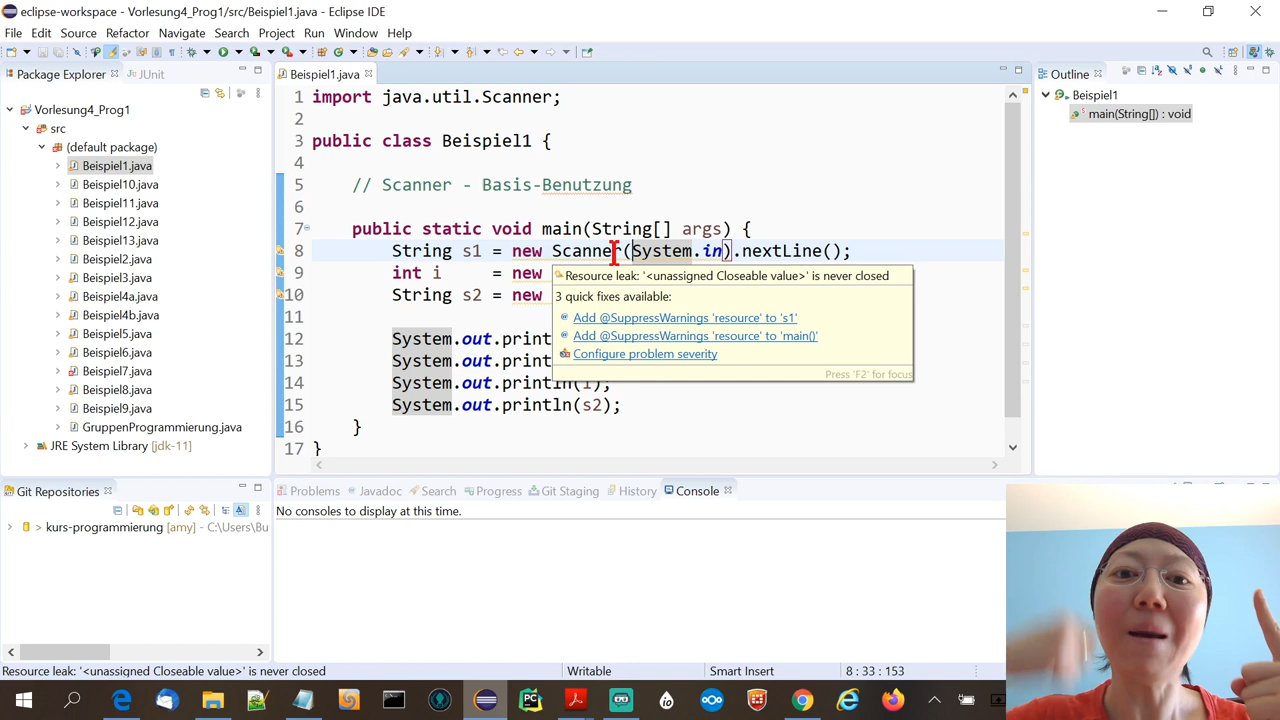 eclipse-workspace - Vorlesung4_Prog1/src/Beispiel1.java - Eclipse IDE
File Edit Source Refactor Navigate Search Project Run Window Help
Package Explorer JUnit
Vorlesung4_Prog1
src
(default package)
Beispiel1.java
Beispiel10.java
Beispiel11.java
Beispiel12.java
Beispiel13.java
Beispiel2.java
Beispiel3.java
Beispiel4a.java
Beispiel4b.java
Beispiel5.java
Beispiel6.java
Beispiel7.java
Beispiel8.java
Beispiel9.java
GruppenProgrammierung.java
JRE System Library [jdk-11]
Beispiel1.java
1 import java.util.Scanner;
2
3 public class Beispiel1 {
4
5 // Scanner - Basis-Benutzung
6
7 public static void main(String[] args) {
8 String s1 = new Scanner(System.in).nextLine();
9 int i = new
10 String s2 = new
11
12 System.out.print
13 System.out.print
14 System.out.println(i);
15 System.out.println(s2);
16 }
17 }
Resource leak: '<unassigned Closeable value>' is never closed
3 quick fixes available:
Add @SuppressWarnings 'resource' to 's1'
Add @SuppressWarnings 'resource' to 'main()'
Configure problem severity
Press 'F2' for focus
Outline
Beispiel1
main(String[]) : void
Git Repositories
> kurs-programmierung [amy] - C:\Users\Bu
Problems Javadoc Search Progress Git Staging History Console
No consoles to display at this time.
Resource leak: '<unassigned Closeable value>' is never closed
Writable
Smart Insert
8 : 33 : 153